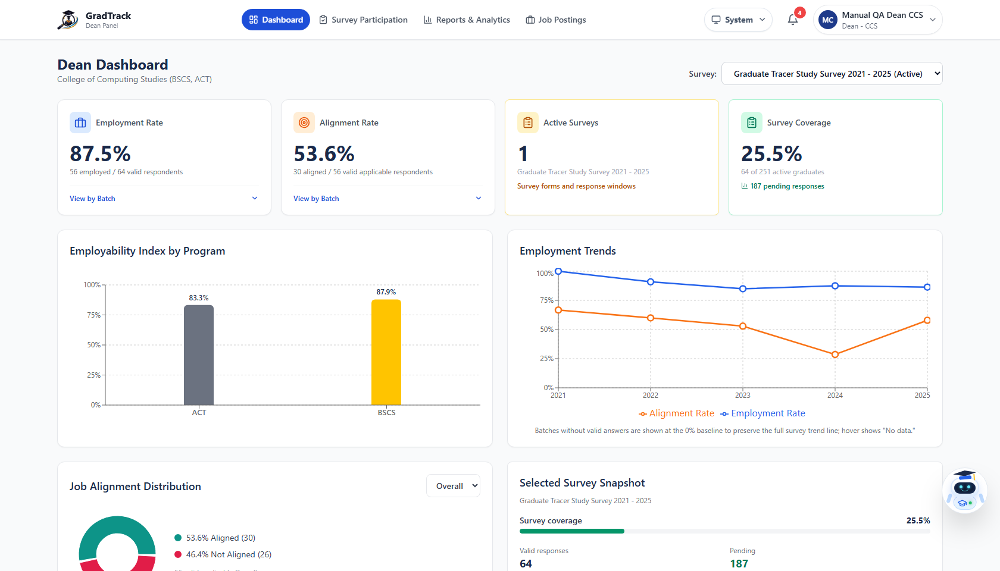 GradTrack
Dean Panel
Dashboard
Survey Participation
Reports & Analytics
Job Postings
System
4
MC
Manual QA Dean CCS
Dean - CCS
Dean Dashboard
College of Computing Studies (BSCS, ACT)
Survey:
Graduate Tracer Study Survey 2021 - 2025 (Active)
Employment Rate
87.5%
56 employed / 64 valid respondents
View by Batch
Alignment Rate
53.6%
30 aligned / 56 valid applicable respondents
View by Batch
Active Surveys
1
Graduate Tracer Study Survey 2021 - 2025
Survey forms and response windows
Survey Coverage
25.5%
64 of 251 active graduates
187 pending responses
Employability Index by Program
100%
75%
50%
25%
0%
83.3%
87.9%
ACT
BSCS
Employment Trends
100%
75%
50%
25%
0%
2021
2022
2023
2024
2025
Alignment Rate
Employment Rate
Batches without valid answers are shown at the 0% baseline to preserve the full survey trend line; hover shows "No data."
Job Alignment Distribution
Overall
53.6% Aligned (30)
46.4% Not Aligned (26)
Selected Survey Snapshot
Graduate Tracer Study Survey 2021 - 2025
Survey coverage
25.5%
Valid responses
64
Pending
187